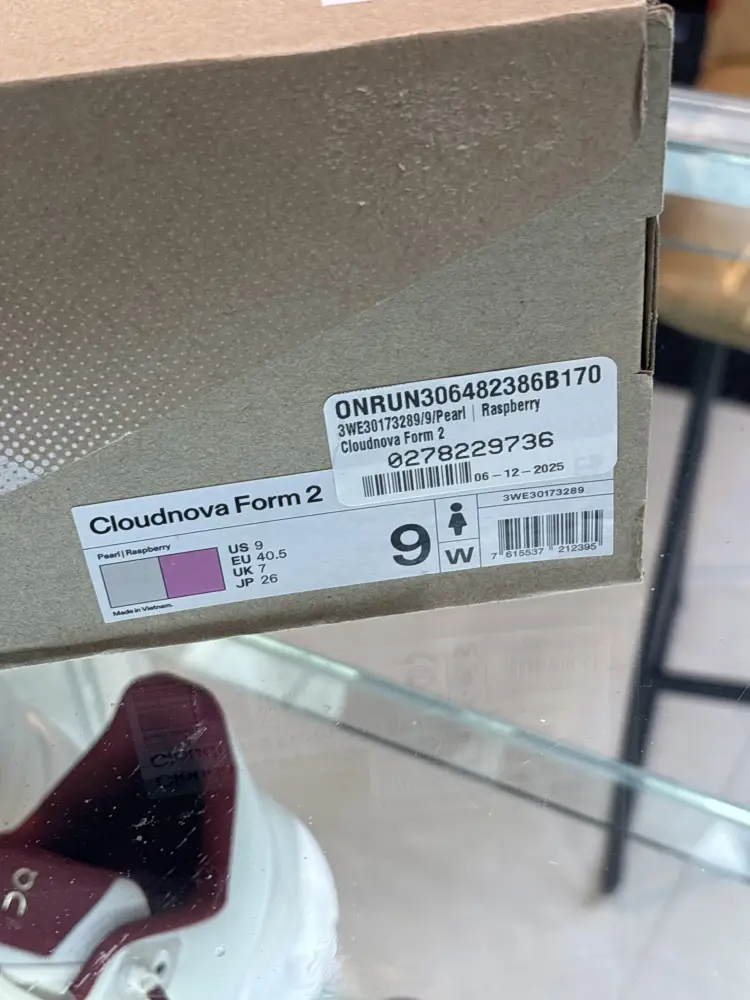 ONRUN306482386B170
3WE30173289/9/Pearl | Raspberry
Cloudnova Form 2
0278229736
06-12-2025
Cloudnova Form 2
3WE30173289
Pearl | Raspberry
US 9
EU 40.5
UK 7
JP 26
9
W
7 615537 212395
Made in Vietnam.